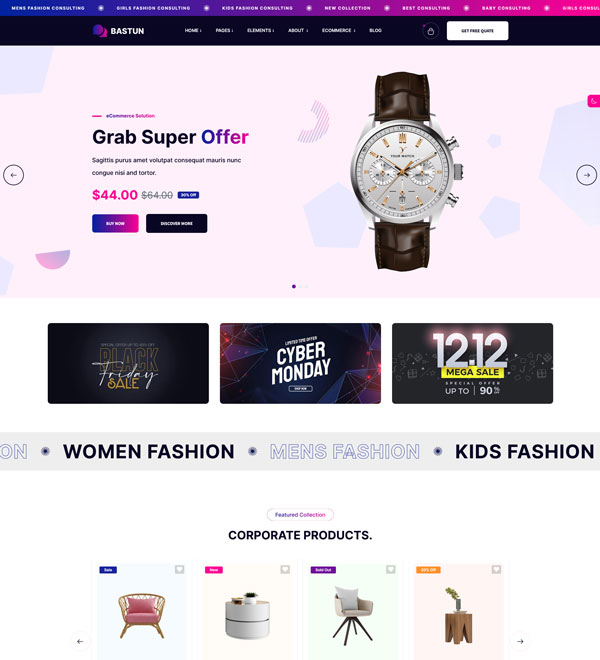 MENS FASHION CONSULTING GIRLS FASHION CONSULTING KIDS FASHION CONSULTING NEW COLLECTION BEST CONSULTING BABY CONSULTING GIRLS CONSUL
BASTUN HOME PAGES ELEMENTS ABOUT ECOMMERCE BLOG GET FREE QUATE
eCommerce Solution
Grab Super Offer
Sagittis purus amet volutpat consequat mauris nunc
congue nisi and tortor.
$44.00 $64.00 30% Off
BUY NOW DISCOVER MORE
YOUR WATCH
SPECIAL OFFER UP TO 60% OFF
BLACK
Friday
SALE
LIMITED TIME OFFER
CYBER
MONDAY
SHOP NOW
12.12
MEGA SALE
SPECIAL OFFER
UP TO 90%
ON WOMEN FASHION MENS FASHION KIDS FASHION
Featured Collection
CORPORATE PRODUCTS.
Sale New Sold Out